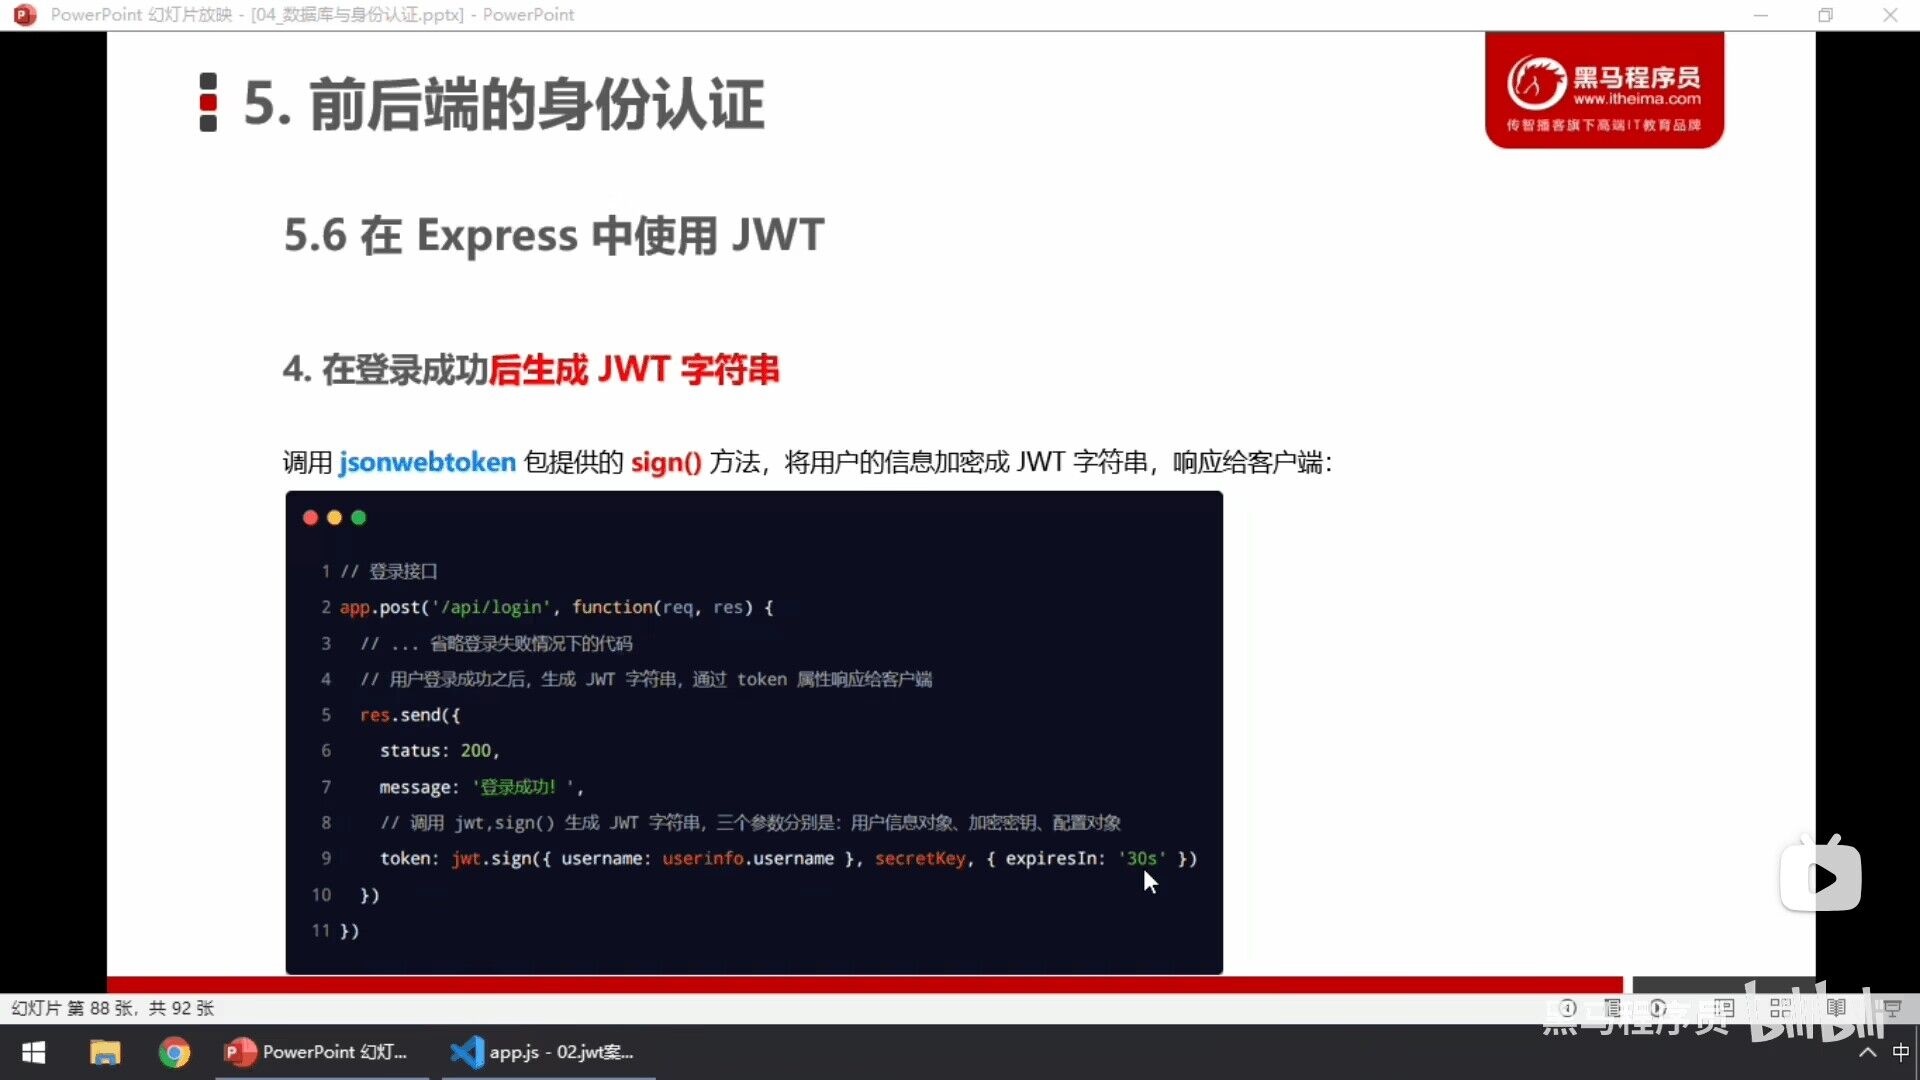 PowerPoint 幻灯片放映 - [04_数据库与身份认证.pptx] - PowerPoint
5. 前后端的身份认证
黑马程序员
www.itheima.com
传智播客旗下高端IT教育品牌
5.6 在 Express 中使用 JWT
4. 在登录成功后生成 JWT 字符串
调用 jsonwebtoken 包提供的 sign() 方法，将用户的信息加密成 JWT 字符串，响应给客户端：
1 // 登录接口
2 app.post('/api/login', function(req, res) {
3 // ... 省略登录失败情况下的代码
4 // 用户登录成功之后，生成 JWT 字符串，通过 token 属性响应给客户端
5 res.send({
6 status: 200,
7 message: '登录成功！',
8 // 调用 jwt.sign() 生成 JWT 字符串，三个参数分别是：用户信息对象、加密密钥、配置对象
9 token: jwt.sign({ username: userinfo.username }, secretKey, { expiresIn: '30s' })
10 })
11 })
幻灯片 第 88 张，共 92 张
黑马程序员 bilibili
PowerPoint 幻灯...
app.js - 02.jwt案...
中